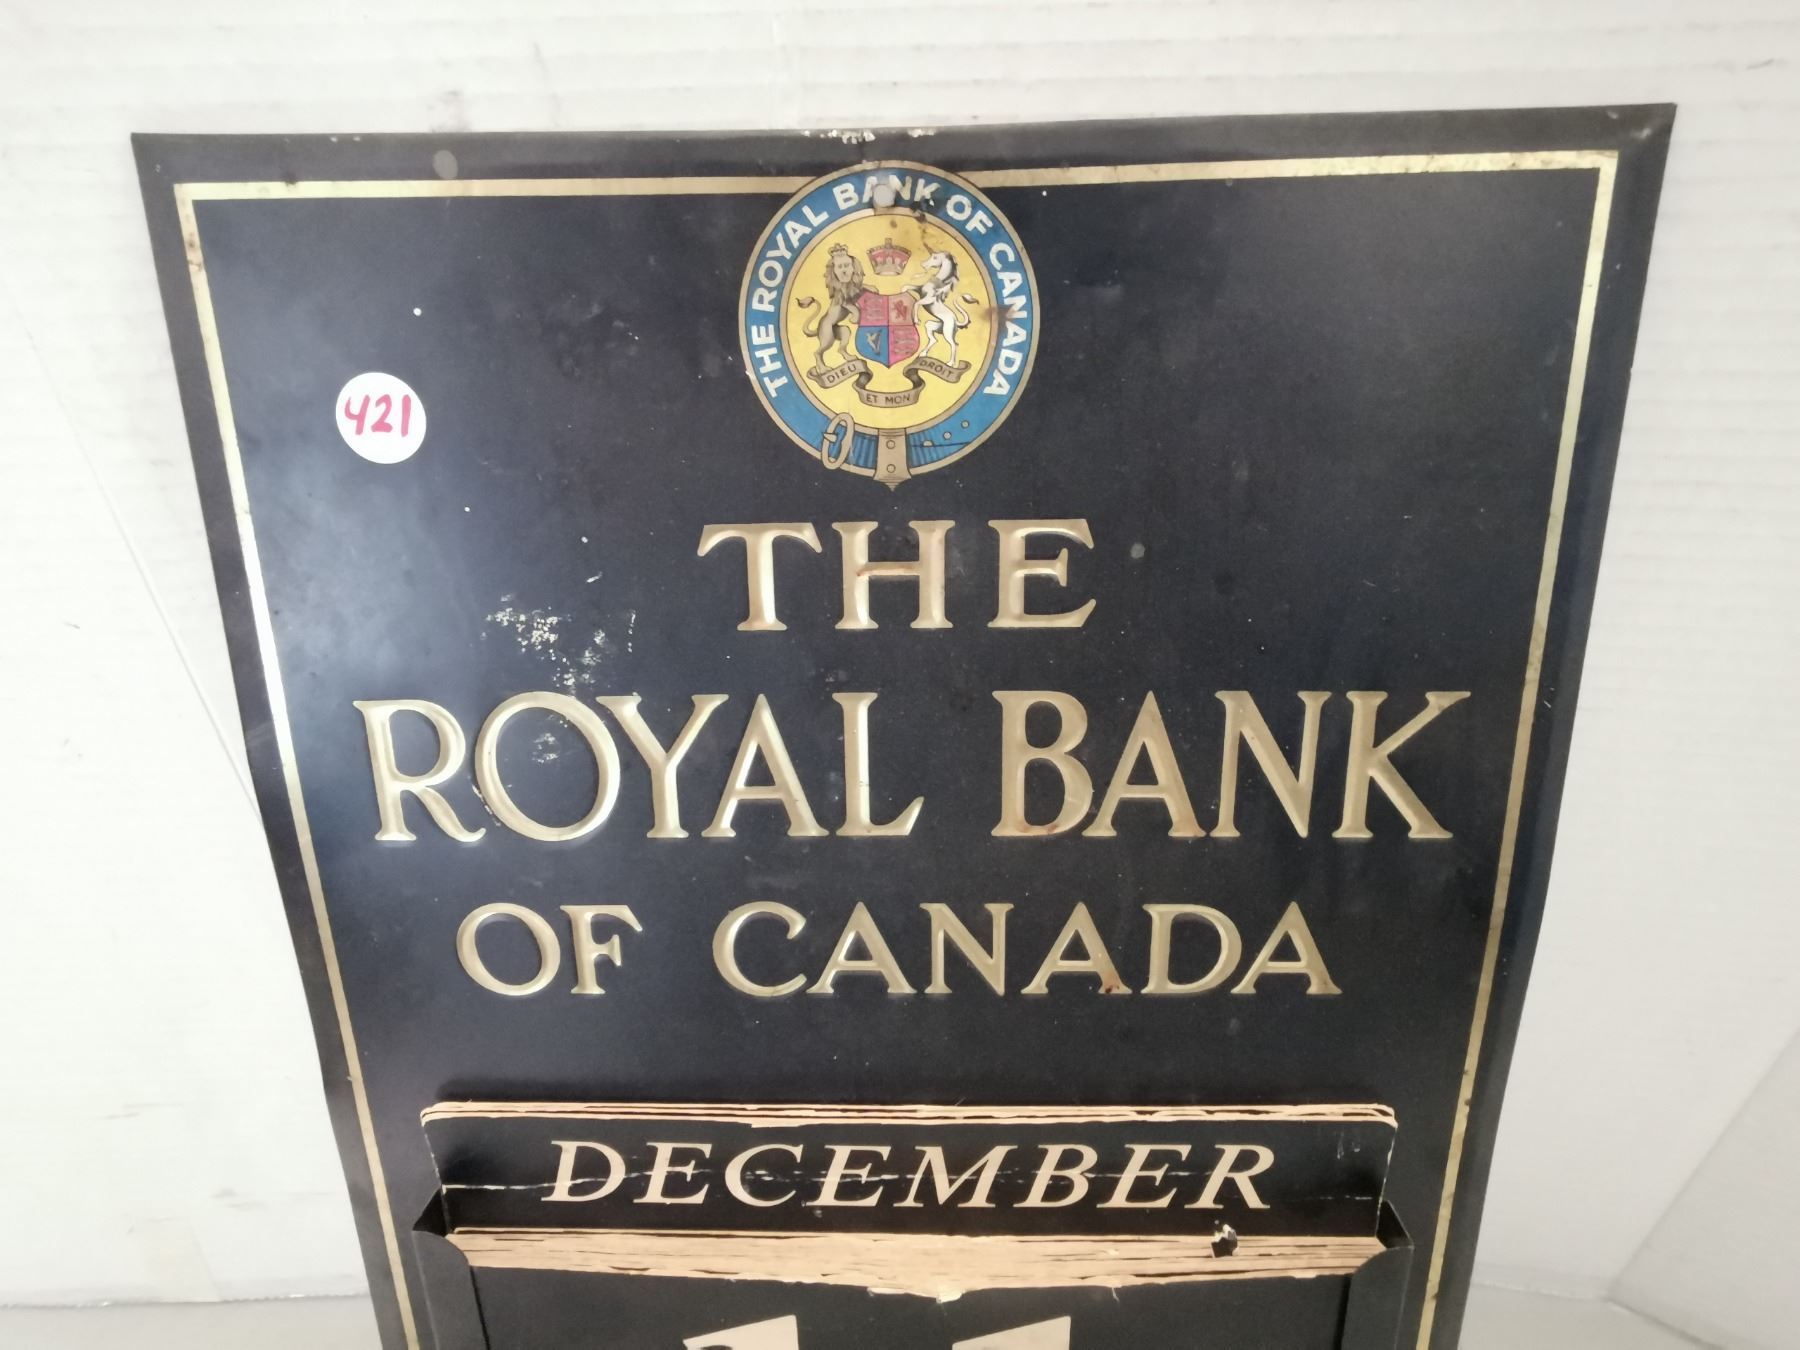 THE ROYAL BANK OF CANADA
DIEU ET MON DROIT
421
THE
ROYAL BANK
OF CANADA
DECEMBER